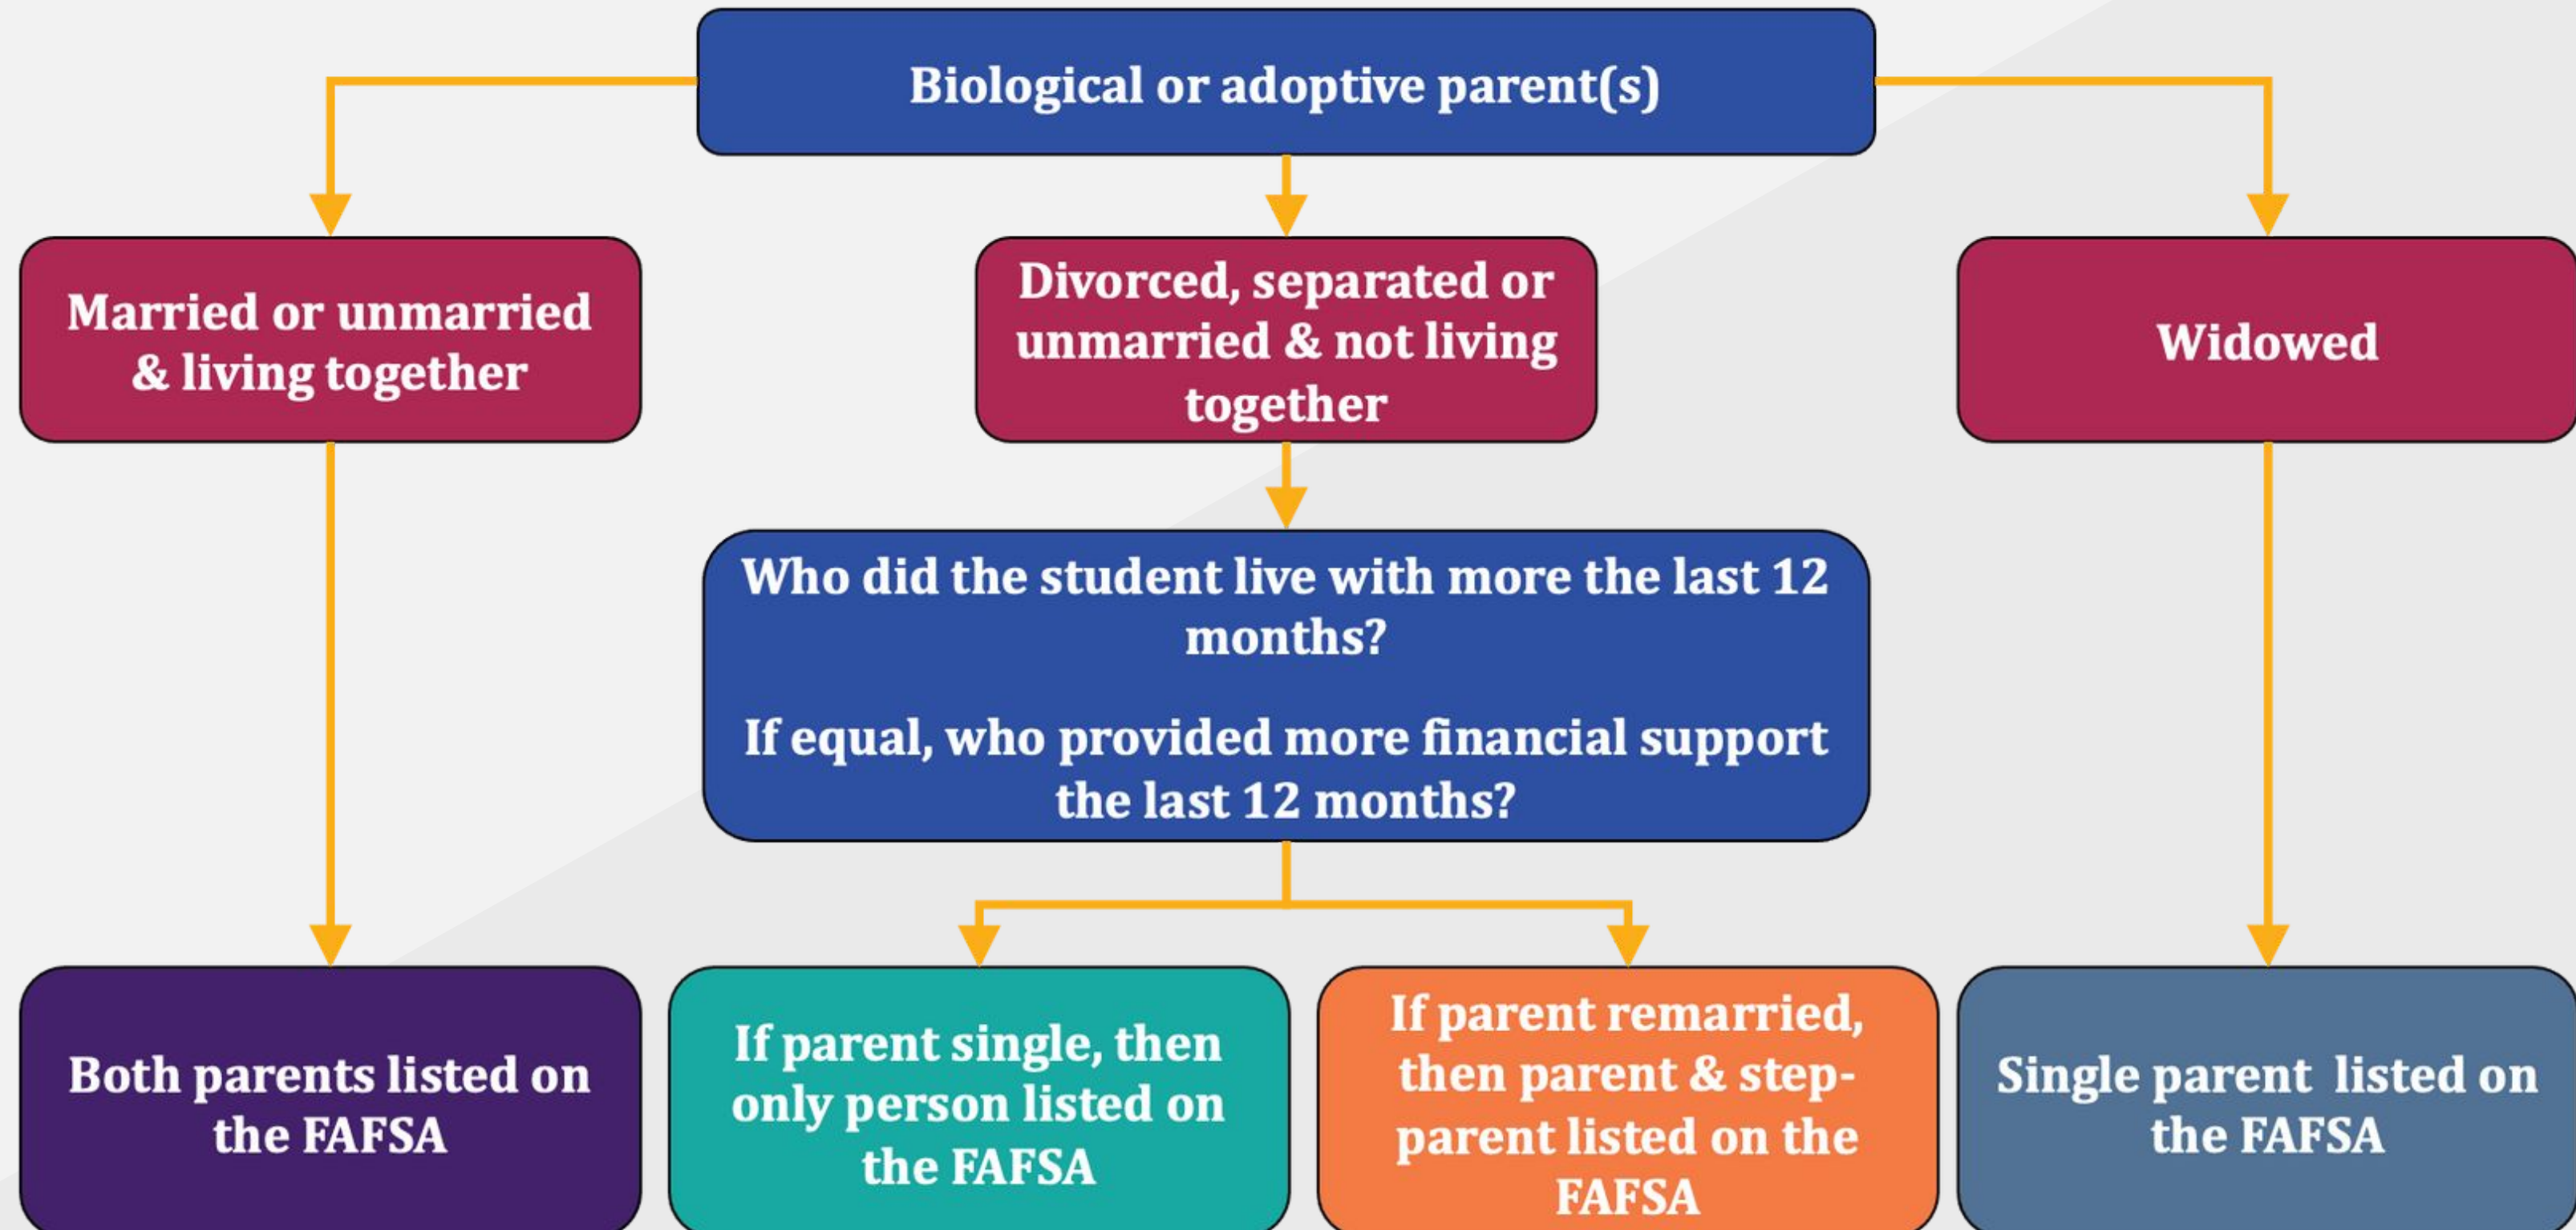 Biological or adoptive parent(s)
Married or unmarried
& living together
Divorced, separated or
unmarried & not living
together
Widowed
Who did the student live with more the last 12
months?
If equal, who provided more financial support
the last 12 months?
Both parents listed on
the FAFSA
If parent single, then
only person listed on
the FAFSA
If parent remarried,
then parent & step-
parent listed on the
FAFSA
Single parent listed on
the FAFSA